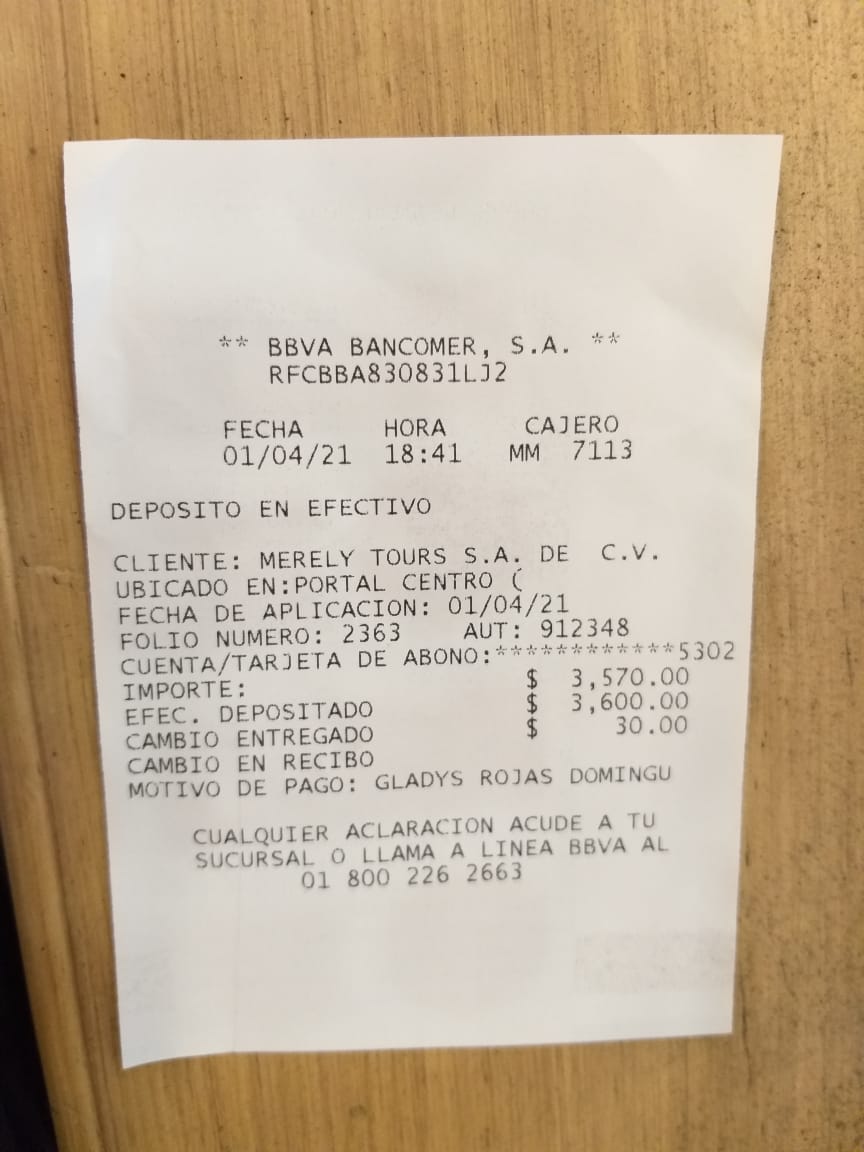 ** BBVA BANCOMER, S.A. **
RFCBBA830831LJ2
FECHA HORA CAJERO
01/04/21 18:41 MM 7113
DEPOSITO EN EFECTIVO
CLIENTE: MERELY TOURS S.A. DE C.V.
UBICADO EN:PORTAL CENTRO (
FECHA DE APLICACION: 01/04/21
FOLIO NUMERO: 2363 AUT: 912348
CUENTA/TARJETA DE ABONO:************5302
IMPORTE: $ 3,570.00
EFEC. DEPOSITADO $ 3,600.00
CAMBIO ENTREGADO $ 30.00
CAMBIO EN RECIBO
MOTIVO DE PAGO: GLADYS ROJAS DOMINGU
CUALQUIER ACLARACION ACUDE A TU
SUCURSAL O LLAMA A LINEA BBVA AL
01 800 226 2663